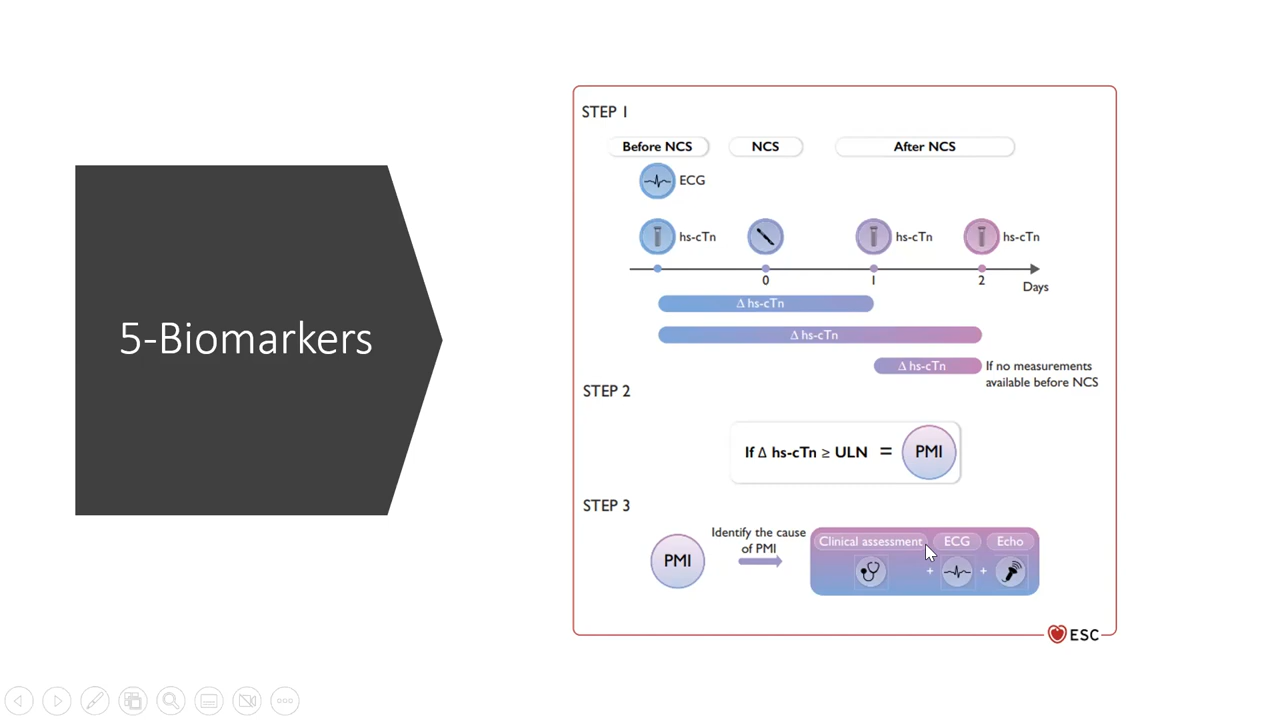 5-Biomarkers
STEP 1
Before NCS
NCS
After NCS
ECG
hs-cTn
hs-cTn
hs-cTn
0
1
2
Days
Δ hs-cTn
Δ hs-cTn
Δ hs-cTn
If no measurements
available before NCS
STEP 2
If Δ hs-cTn ≥ ULN = PMI
STEP 3
PMI
Identify the cause
of PMI
Clinical assessment
ECG
Echo
+
+
ESC